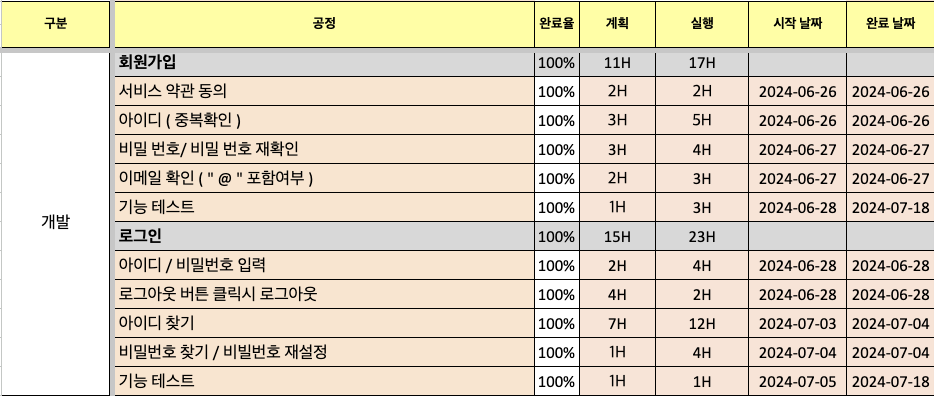 구분 공정 완료율 계획 실행 시작 날짜 완료 날짜
회원가입 100% 11H 17H
서비스 약관 동의 100% 2H 2H 2024-06-26 2024-06-26
아이디 ( 중복확인 ) 100% 3H 5H 2024-06-26 2024-06-26
비밀 번호/ 비밀 번호 재확인 100% 3H 4H 2024-06-27 2024-06-27
이메일 확인 ( " @ " 포함여부 ) 100% 2H 3H 2024-06-27 2024-06-27
기능 테스트 100% 1H 3H 2024-06-28 2024-07-18
개발
로그인 100% 15H 23H
아이디 / 비밀번호 입력 100% 2H 4H 2024-06-28 2024-06-28
로그아웃 버튼 클릭시 로그아웃 100% 4H 2H 2024-06-28 2024-06-28
아이디 찾기 100% 7H 12H 2024-07-03 2024-07-04
비밀번호 찾기 / 비빌번호 재설정 100% 1H 4H 2024-07-04 2024-07-04
기능 테스트 100% 1H 1H 2024-07-05 2024-07-18